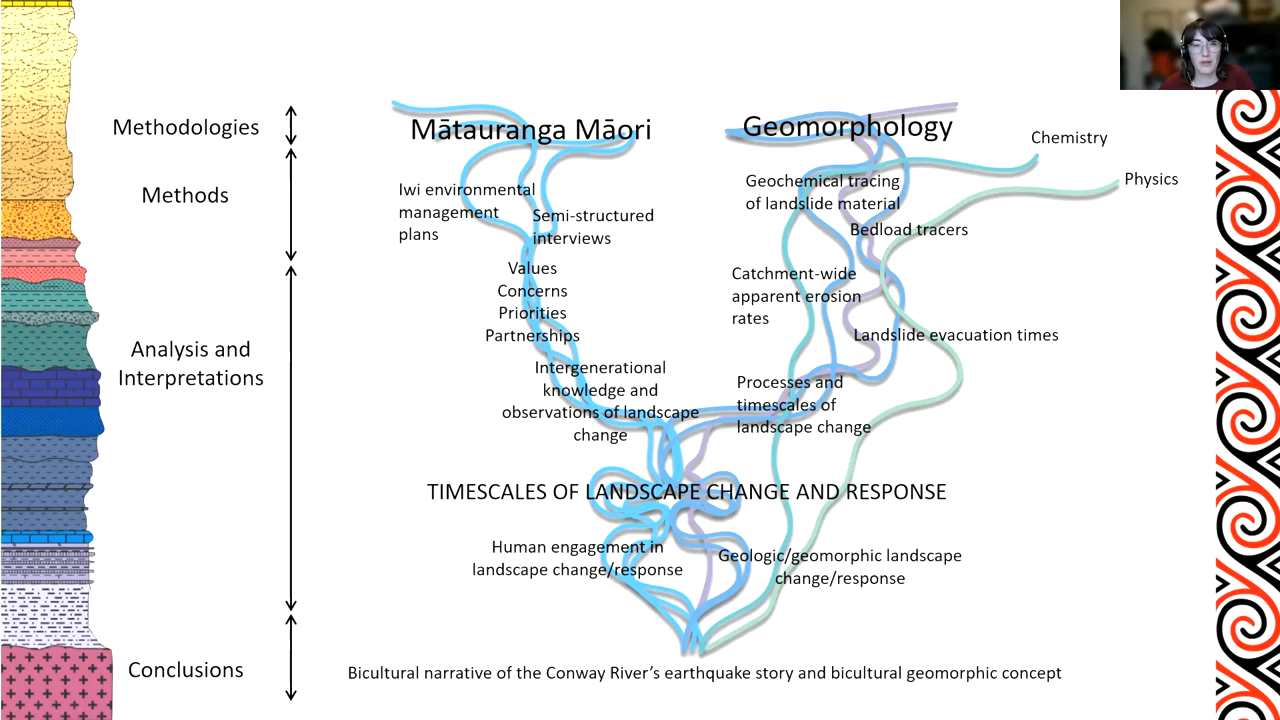 Methodologies
Methods
Analysis and
Interpretations
Conclusions
Mātauranga Māori
Iwi environmental
management
plans
Semi-structured
interviews
Values
Concerns
Priorities
Partnerships
Intergenerational
knowledge and
observations of landscape
change
Geomorphology
Chemistry
Physics
Geochemical tracing
of landslide material
Bedload tracers
Catchment-wide
apparent erosion
rates
Landslide evacuation times
Processes and
timescales of
landscape change
TIMESCALES OF LANDSCAPE CHANGE AND RESPONSE
Human engagement in
landscape change/response
Geologic/geomorphic landscape
change/response
Bicultural narrative of the Conway River’s earthquake story and bicultural geomorphic concept